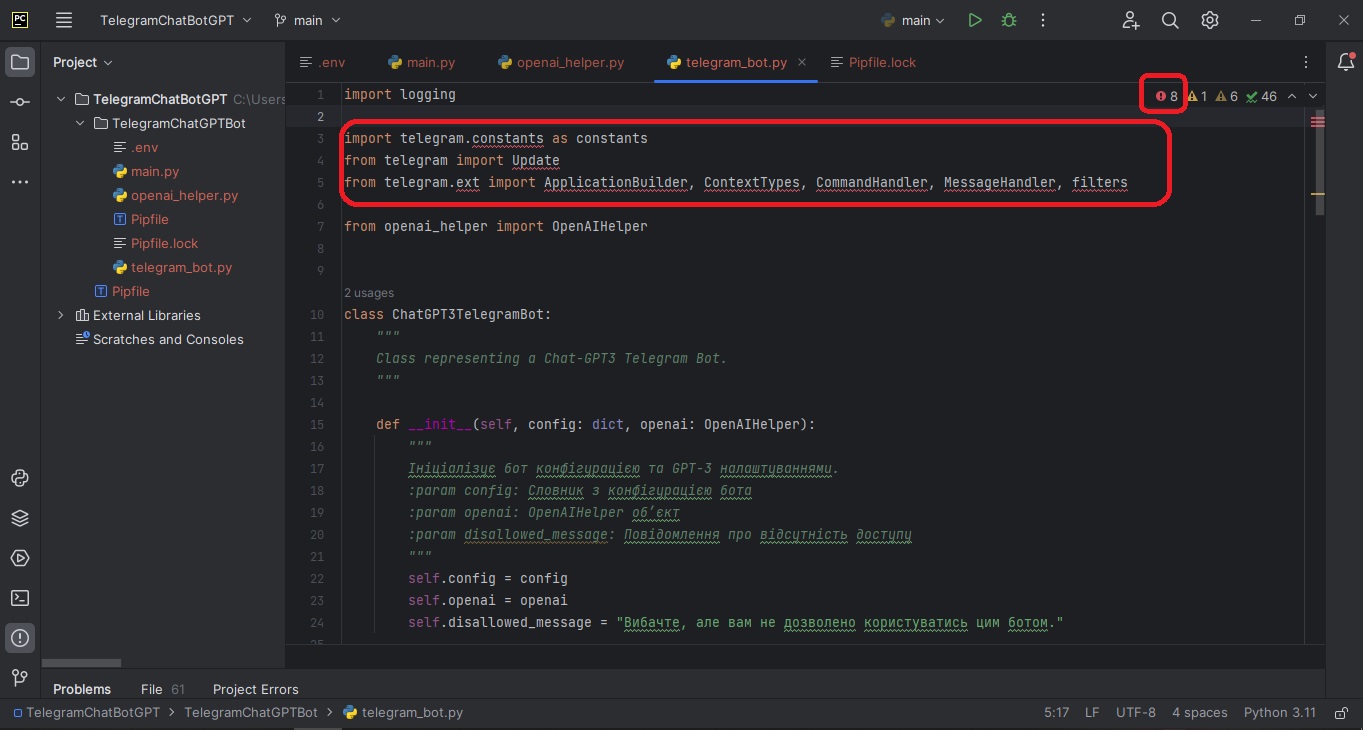 PC TelegramChatBotGPT main main
Project
.env main.py openai_helper.py telegram_bot.py Pipfile.lock
TelegramChatBotGPT C:\Users
TelegramChatGPTBot
.env
main.py
openai_helper.py
Pipfile
Pipfile.lock
telegram_bot.py
Pipfile
External Libraries
Scratches and Consoles
8 1 6 46
1 import logging
2
3 import telegram.constants as constants
4 from telegram import Update
5 from telegram.ext import ApplicationBuilder, ContextTypes, CommandHandler, MessageHandler, filters
6
7 from openai_helper import OpenAIHelper
8
9
2 usages
10 class ChatGPT3TelegramBot:
11 """
12 Class representing a Chat-GPT3 Telegram Bot.
13 """
14
15 def __init__(self, config: dict, openai: OpenAIHelper):
16 """
17 Ініціалізує бот конфігурацією та GPT-3 налаштуваннями.
18 :param config: Словник з конфігурацією бота
19 :param openai: OpenAIHelper об’єкт
20 :param disallowed_message: Повідомлення про відсутність доступу
21 """
22 self.config = config
23 self.openai = openai
24 self.disallowed_message = "Вибачте, але вам не дозволено користуватись цим ботом."
25
Problems File 61 Project Errors
TelegramChatBotGPT > TelegramChatGPTBot > telegram_bot.py 5:17 LF UTF-8 4 spaces Python 3.11